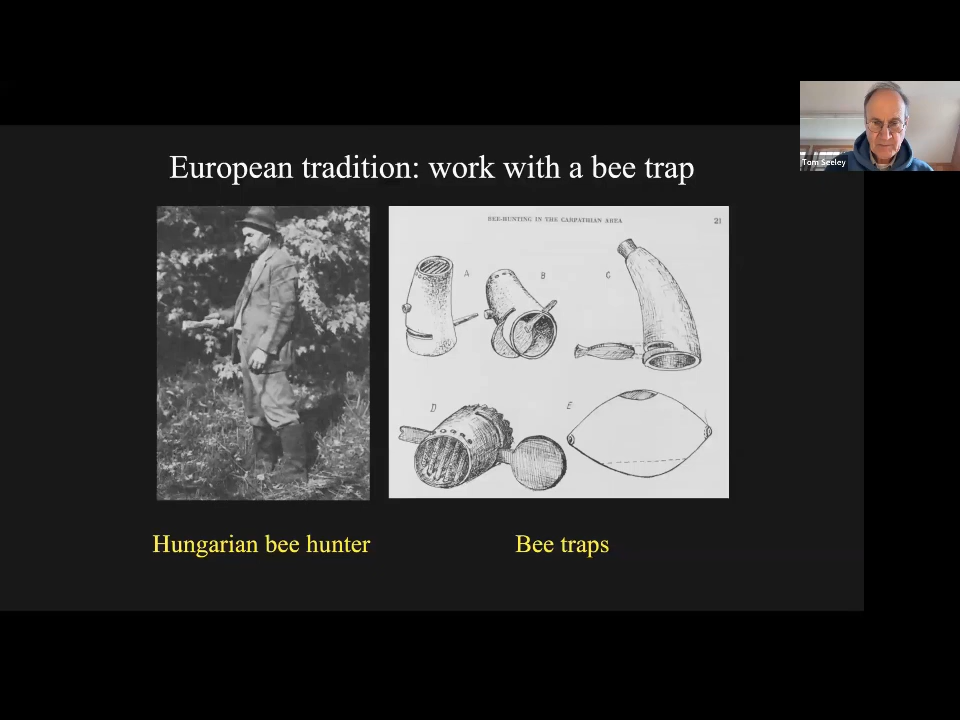 Tom Seeley
European tradition: work with a bee trap
BEE-HUNTING IN THE CARPATHIAN AREA
21
A
B
C
D
E
Hungarian bee hunter
Bee traps